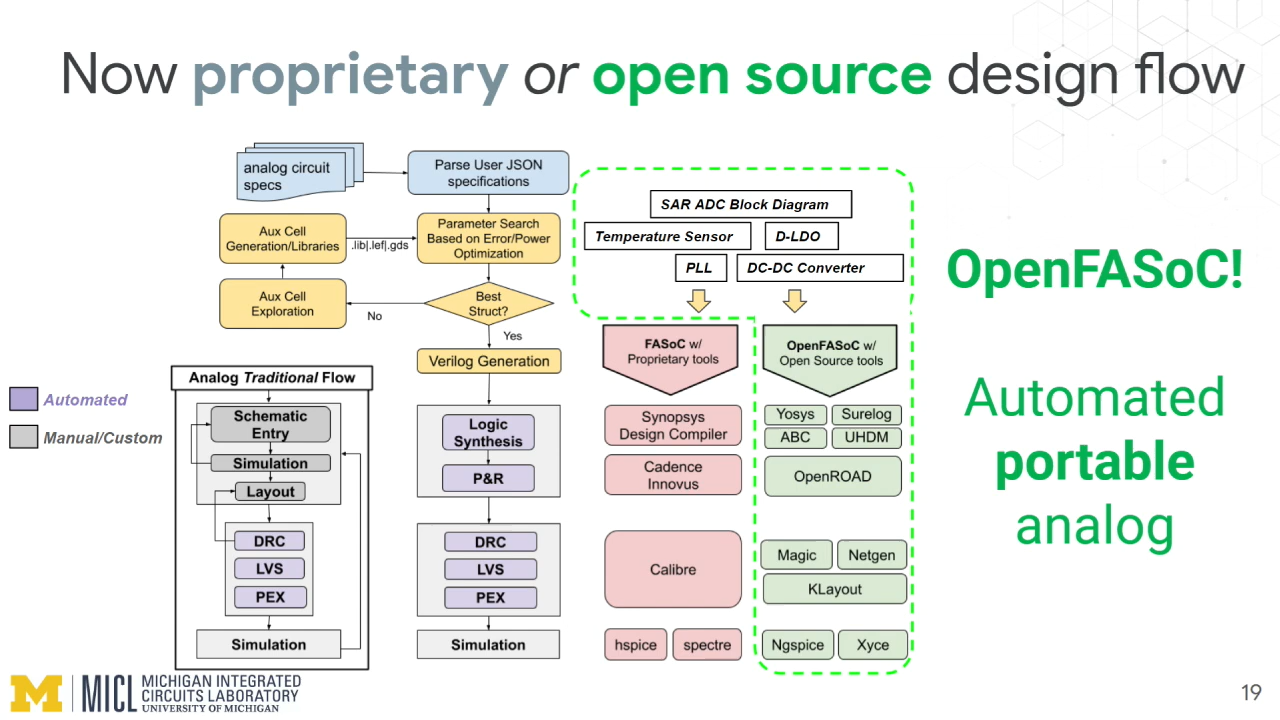 Now proprietary or open source design flow
analog circuit
specs
Parse User JSON
specifications
Aux Cell
Generation/Libraries
.lib|.lef|.gds
Parameter Search
Based on Error/Power
Optimization
Aux Cell
Exploration
No
Best
Struct?
Yes
Verilog Generation
SAR ADC Block Diagram
Temperature Sensor
D-LDO
PLL
DC-DC Converter
FASoC w/
Proprietary tools
OpenFASoC w/
Open Source tools
OpenFASoC!
Automated
portable
analog
Automated
Manual/Custom
Analog Traditional Flow
Schematic
Entry
Simulation
Layout
DRC
LVS
PEX
Simulation
Logic
Synthesis
P&R
DRC
LVS
PEX
Simulation
Synopsys
Design Compiler
Cadence
Innovus
Calibre
hspice
spectre
Yosys
Surelog
ABC
UHDM
OpenROAD
Magic
Netgen
KLayout
Ngspice
Xyce
M
MICL
MICHIGAN INTEGRATED
CIRCUITS LABORATORY
UNIVERSITY OF MICHIGAN
19